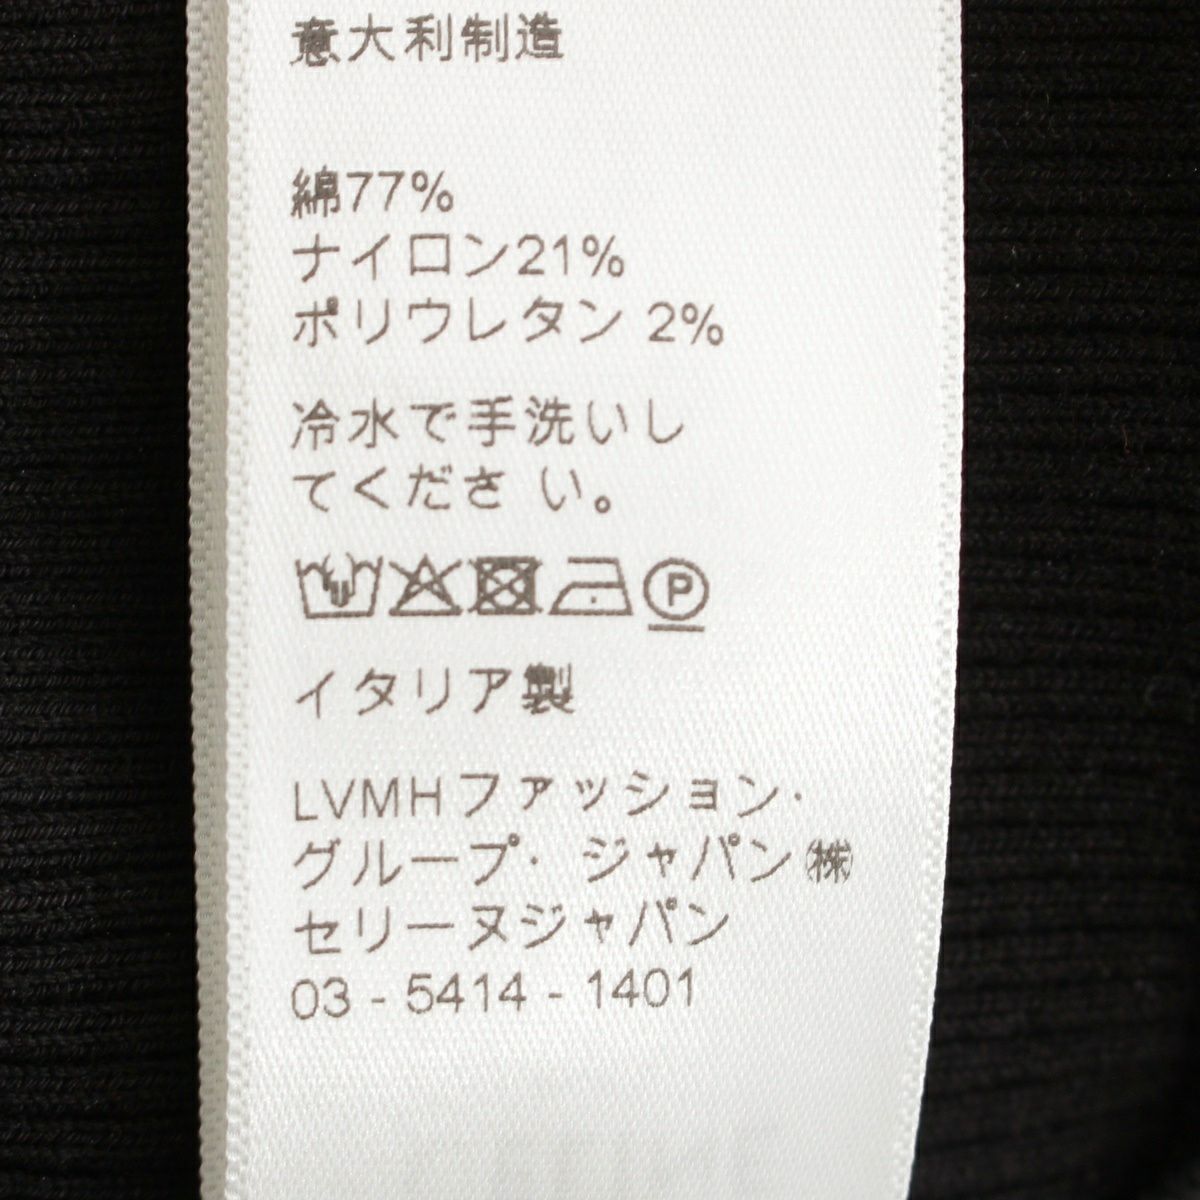 意大利制造
綿77%
ナイロン21%
ポリウレタン 2%
冷水で手洗いし
てくださ い。
P
イタリア製
LVMHファッション·
グループ· ジャパン㈱
セリーヌジャパン
03 - 5414 - 1401